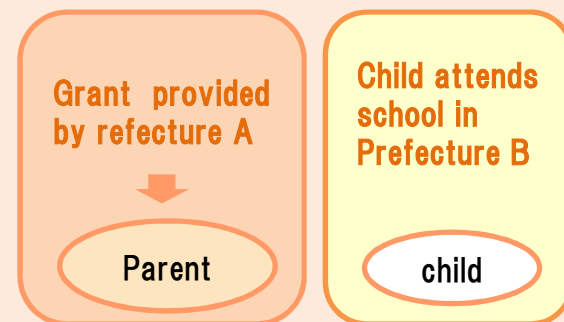 Grant provided
by refecture A
Parent
Child attends
school in
Prefecture B
child